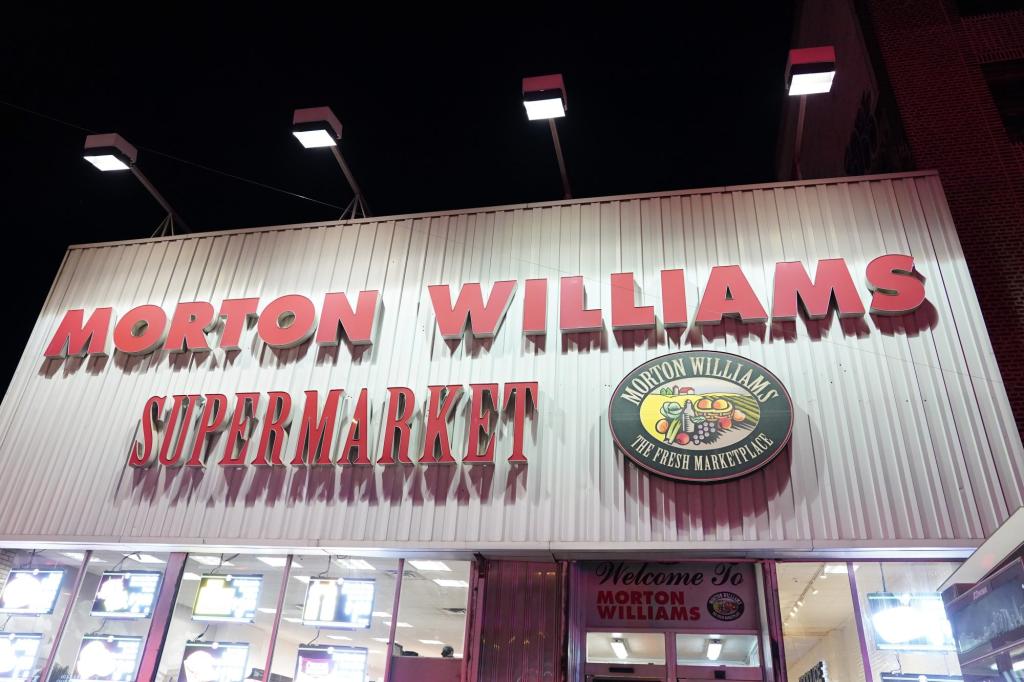 MORTON WILLIAMS
SUPERMARKET
MORTON WILLIAMS
THE FRESH MARKETPLACE
Welcome To
MORTON
WILLIAMS